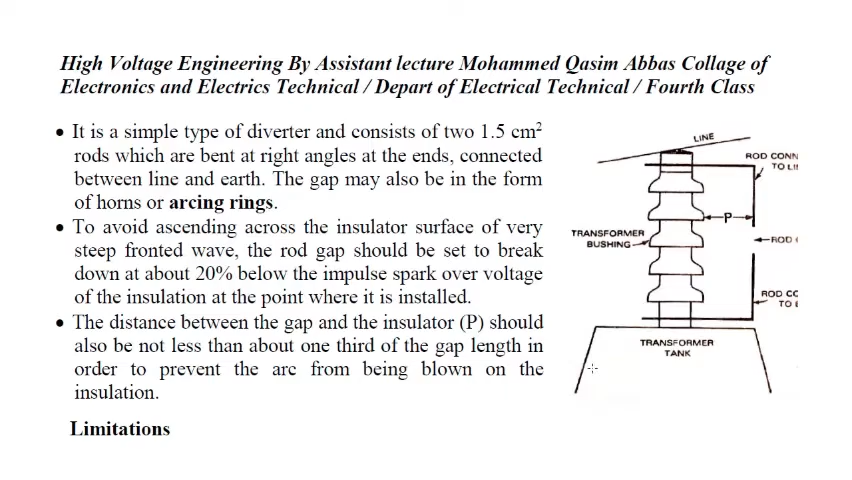 High Voltage Engineering By Assistant lecture Mohammed Qasim Abbas Collage of
Electronics and Electrics Technical / Depart of Electrical Technical / Fourth Class
• It is a simple type of diverter and consists of two 1.5 cm²
rods which are bent at right angles at the ends, connected
between line and earth. The gap may also be in the form
of horns or arcing rings.
• To avoid ascending across the insulator surface of very
steep fronted wave, the rod gap should be set to break
down at about 20% below the impulse spark over voltage
of the insulation at the point where it is installed.
• The distance between the gap and the insulator (P) should
also be not less than about one third of the gap length in
order to prevent the arc from being blown on the
insulation.
Limitations
LINE
ROD CONN
TO LI
P
TRANSFORMER
BUSHING
ROD
ROD CO
TO
TRANSFORMER
TANK